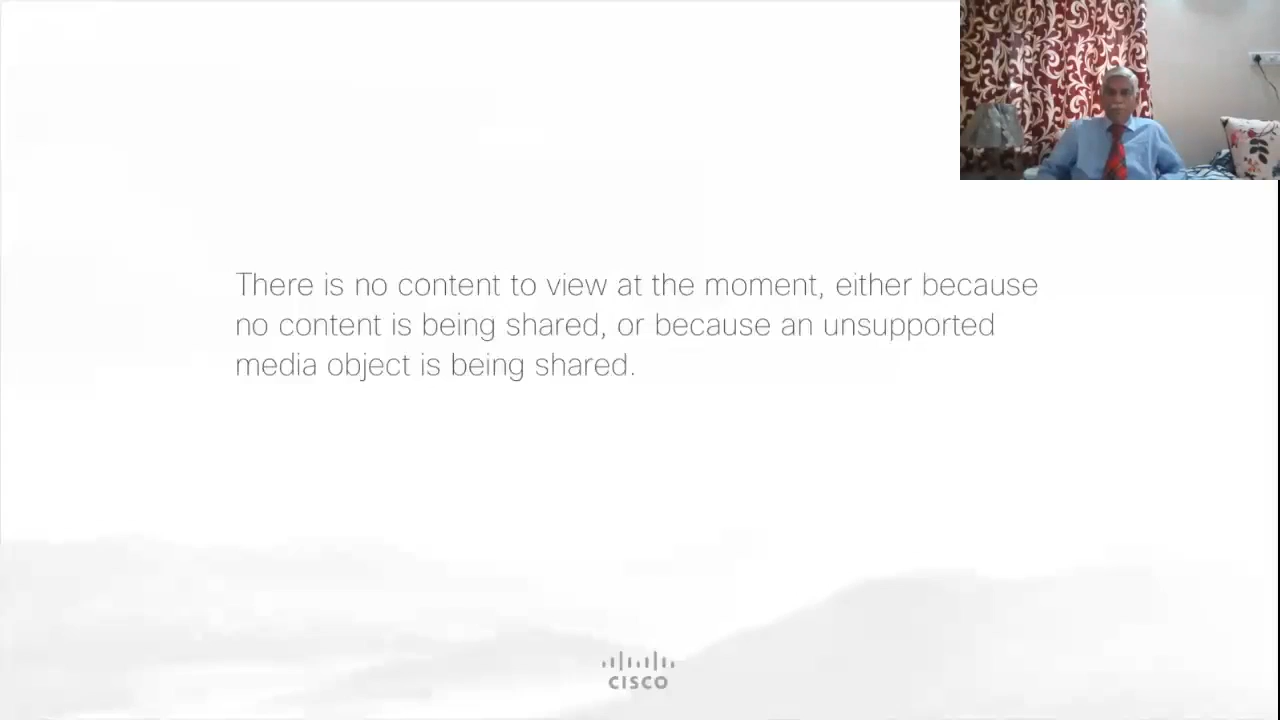 There is no content to view at the moment, either because
no content is being shared, or because an unsupported
media object is being shared.
CISCO